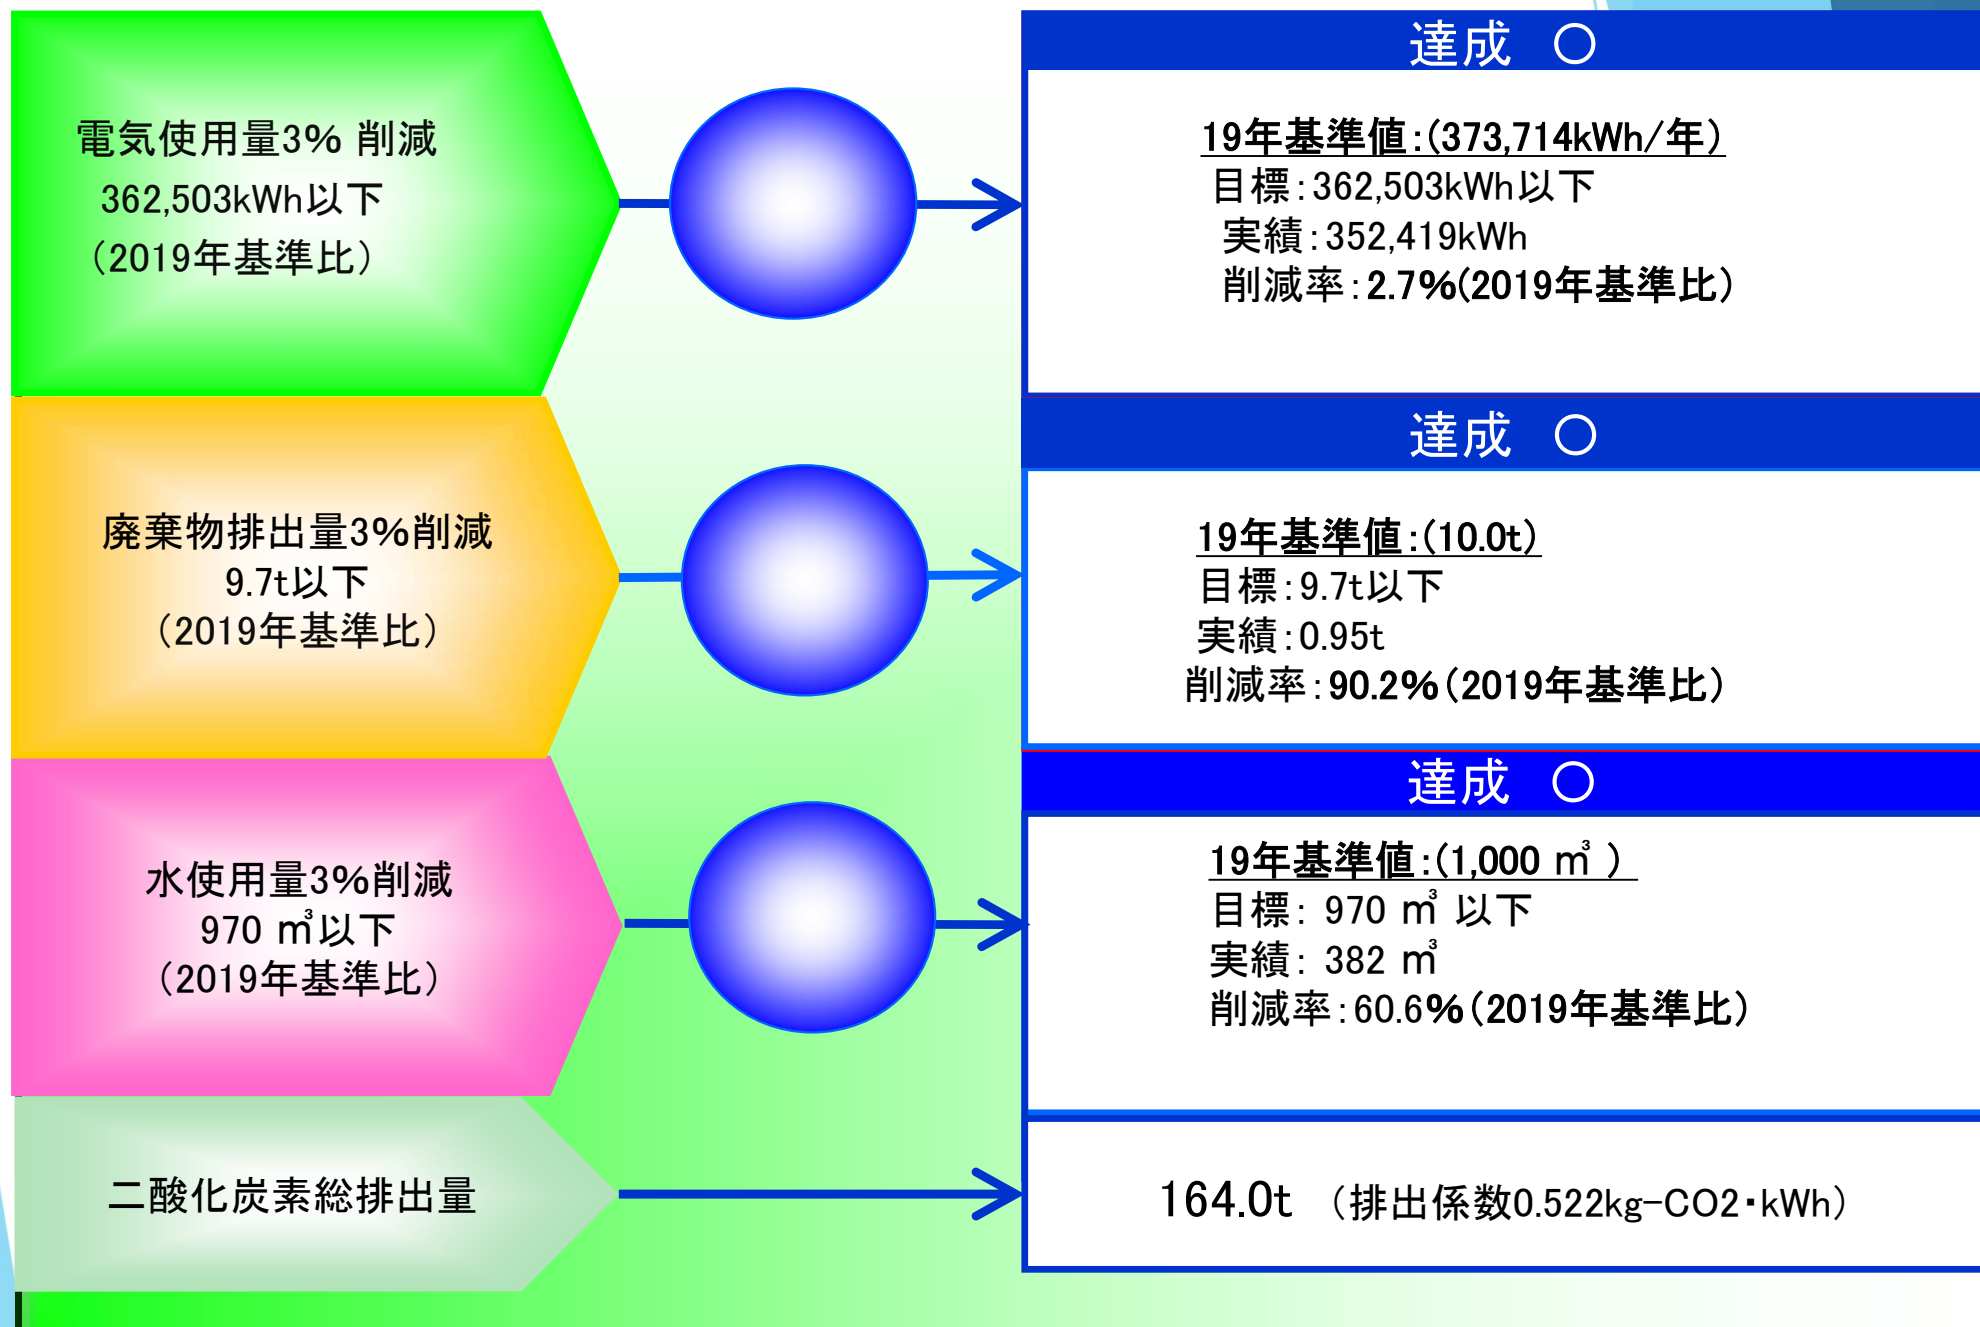 電気使用量3% 削減
362,503kWh以下
（2019年基準比）
達成 ○
19年基準値：(373,714kWh/年)
目標：362,503kWh以下
実績：352,419kWh
削減率：2.7%(2019年基準比)
廃棄物排出量3%削減
9.7t以下
（2019年基準比）
達成 ○
19年基準値：(10.0t)
目標：9.7t以下
実績：0.95t
削減率：90.2%（2019年基準比）
水使用量3%削減
970 ㎥以下
（2019年基準比）
達成 ○
19年基準値：(1,000 ㎥ )
目標： 970 ㎥ 以下
実績： 382 ㎥
削減率：60.6%（2019年基準比）
二酸化炭素総排出量
164.0t （排出係数0.522kg-CO2・kWh）